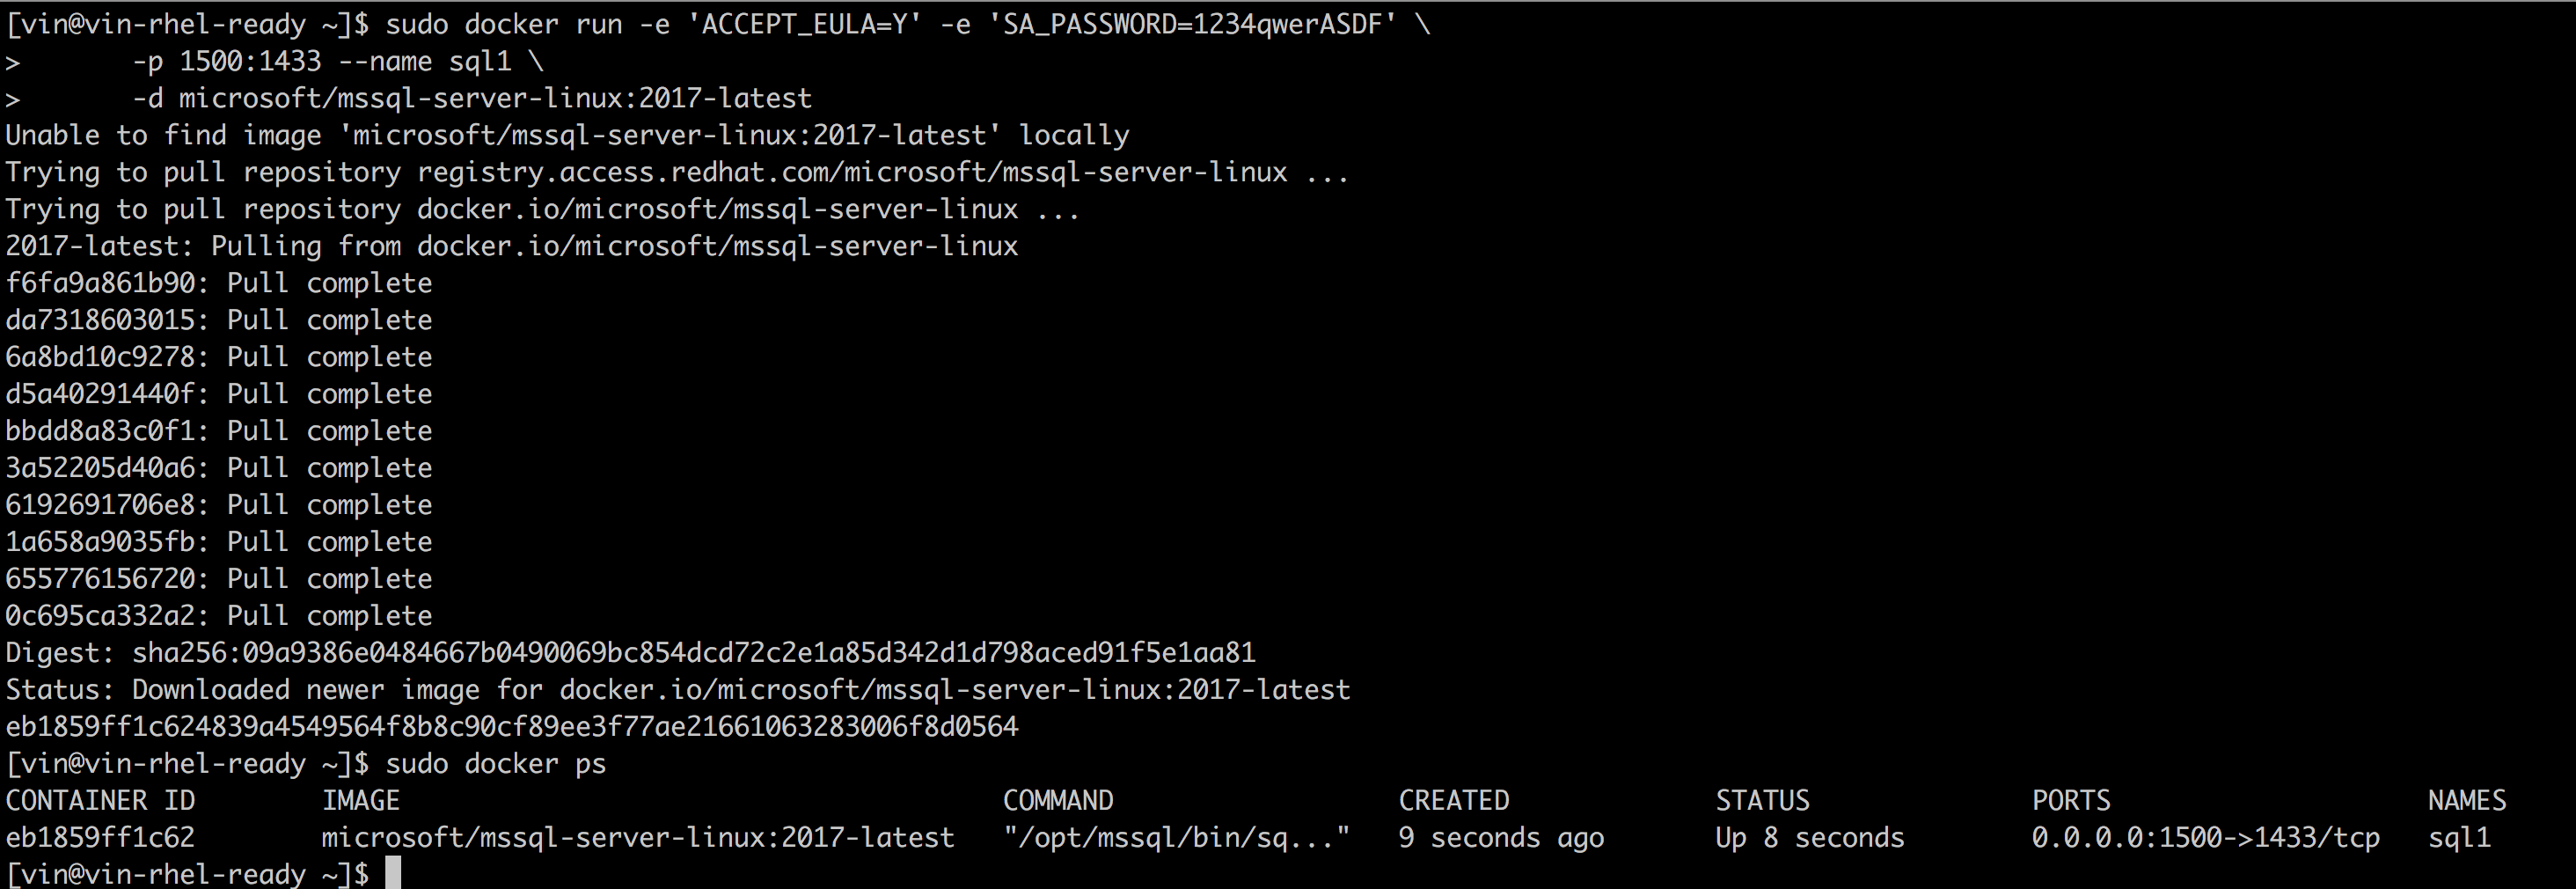 [vin@vin-rhel-ready ~]$ sudo docker run -e 'ACCEPT_EULA=Y' -e 'SA_PASSWORD=1234qwerASDF' \
>       -p 1500:1433 --name sql1 \
>       -d microsoft/mssql-server-linux:2017-latest
Unable to find image 'microsoft/mssql-server-linux:2017-latest' locally
Trying to pull repository registry.access.redhat.com/microsoft/mssql-server-linux ...
Trying to pull repository docker.io/microsoft/mssql-server-linux ...
2017-latest: Pulling from docker.io/microsoft/mssql-server-linux
f6fa9a861b90: Pull complete
da7318603015: Pull complete
6a8bd10c9278: Pull complete
d5a40291440f: Pull complete
bbdd8a83c0f1: Pull complete
3a52205d40a6: Pull complete
6192691706e8: Pull complete
1a658a9035fb: Pull complete
655776156720: Pull complete
0c695ca332a2: Pull complete
Digest: sha256:09a9386e0484667b0490069bc854dcd72c2e1a85d342d1d798aced91f5e1aa81
Status: Downloaded newer image for docker.io/microsoft/mssql-server-linux:2017-latest
eb1859ff1c624839a4549564f8b8c90cf89ee3f77ae21661063283006f8d0564
[vin@vin-rhel-ready ~]$ sudo docker ps
CONTAINER ID        IMAGE                                      COMMAND                  CREATED             STATUS              PORTS                    NAMES
eb1859ff1c62        microsoft/mssql-server-linux:2017-latest   "/opt/mssql/bin/sq..."   9 seconds ago       Up 8 seconds        0.0.0.0:1500->1433/tcp   sql1
[vin@vin-rhel-ready ~]$